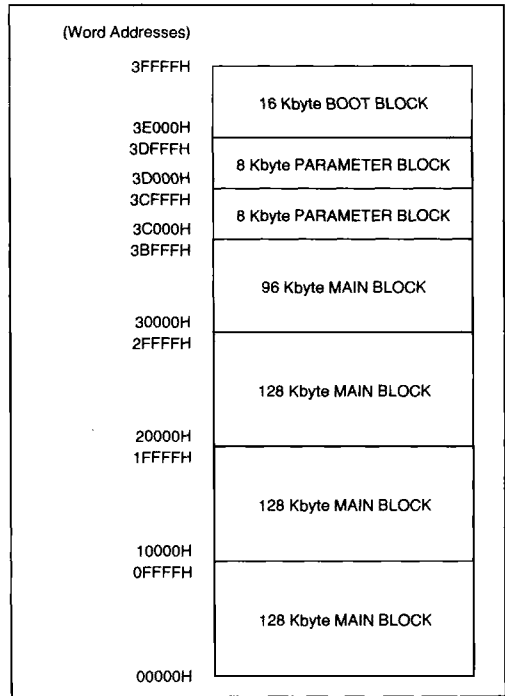 (Word Addresses)
3FFFFH
16 Kbyte BOOT BLOCK
3E000H
3DFFFH
8 Kbyte PARAMETER BLOCK
3D000H
3CFFFH
8 Kbyte PARAMETER BLOCK
3C000H
3BFFFH
96 Kbyte MAIN BLOCK
30000H
2FFFFH
128 Kbyte MAIN BLOCK
20000H
1FFFFH
128 Kbyte MAIN BLOCK
10000H
0FFFFH
128 Kbyte MAIN BLOCK
00000H